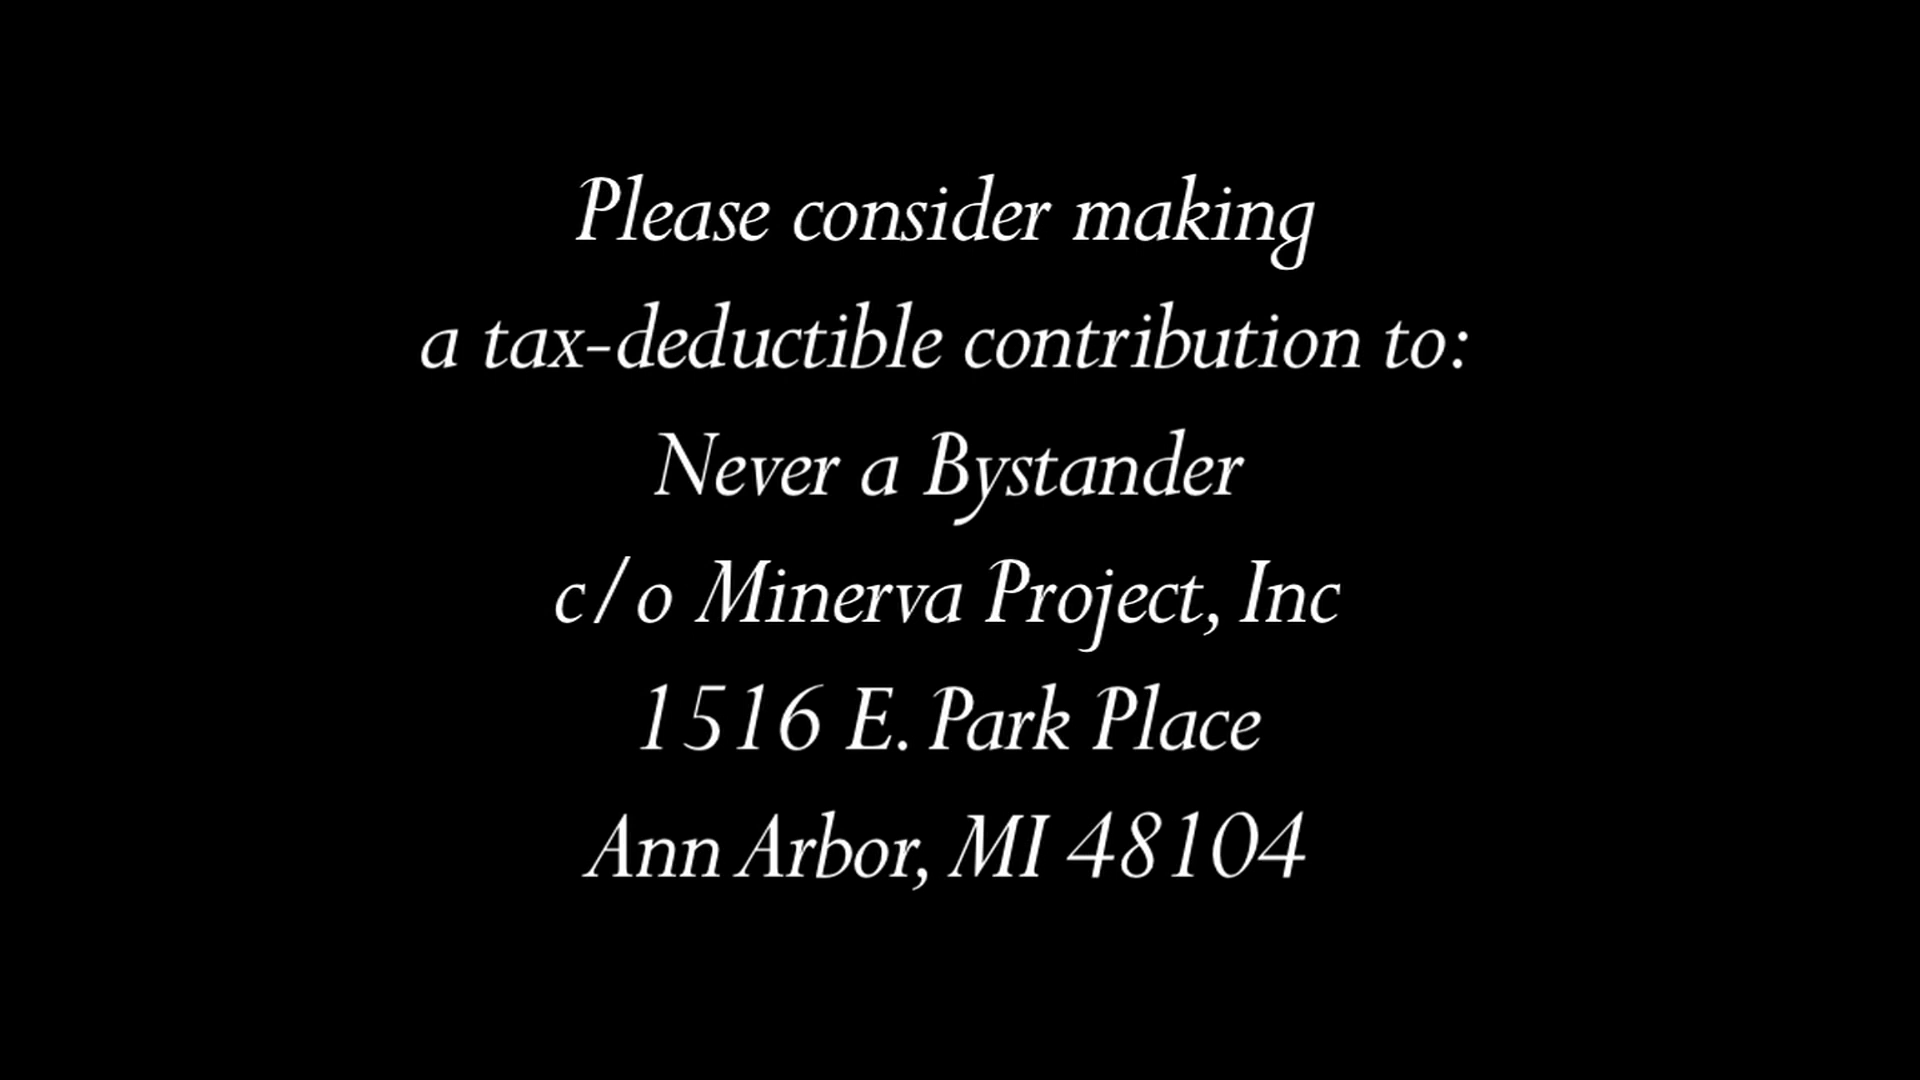 Please consider making
a tax-deductible contribution to:
Never a Bystander
c/o Minerva Project, Inc
1516 E. Park Place
Ann Arbor, MI 48104